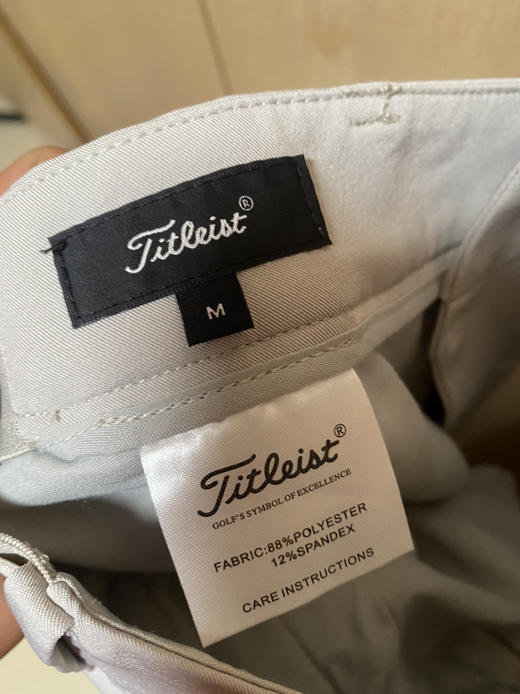 Titleist®
M
Titleist®
GOLF'S SYMBOL OF EXCELLENCE
FABRIC:88%POLYESTER
12%SPANDEX
CARE INSTRUCTIONS